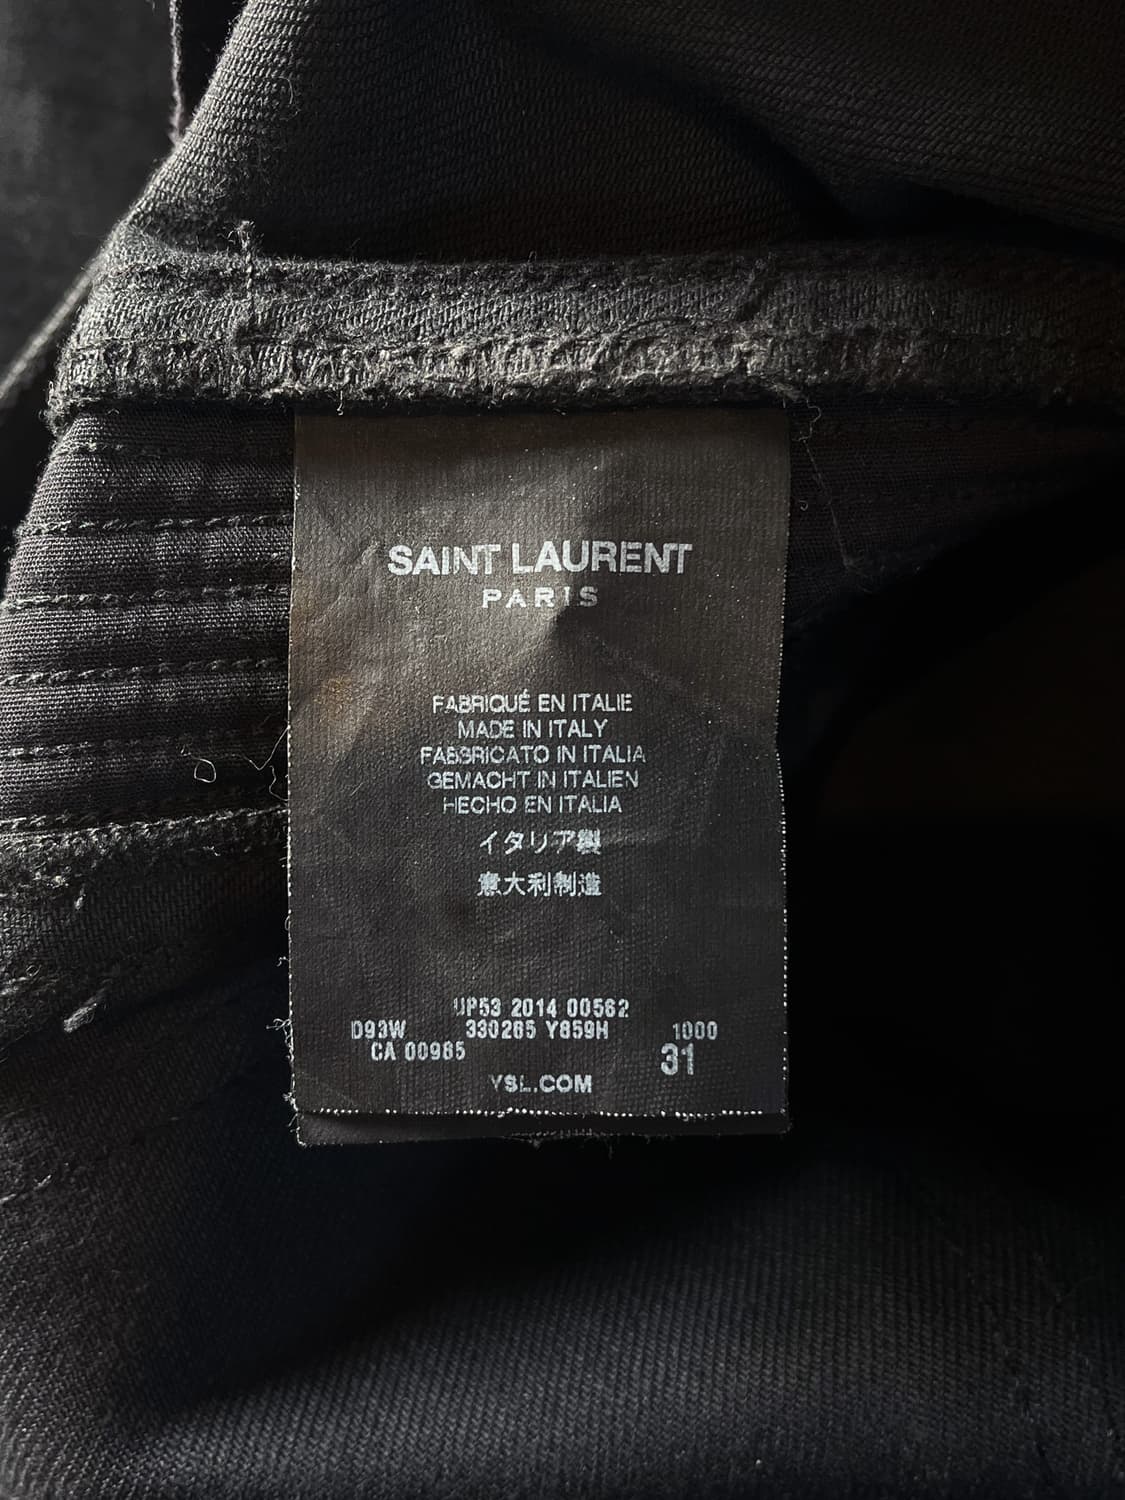 SAINT LAURENT
PARIS
FABRIQUÉ EN ITALIE
MADE IN ITALY
FABBRICATO IN ITALIA
GEMACHT IN ITALIEN
HECHO EN ITALIA
イタリア製
意大利制造
UP53 2014 00562
D93W 330265 Y859H 1000
CA 00985 31
YSL.COM